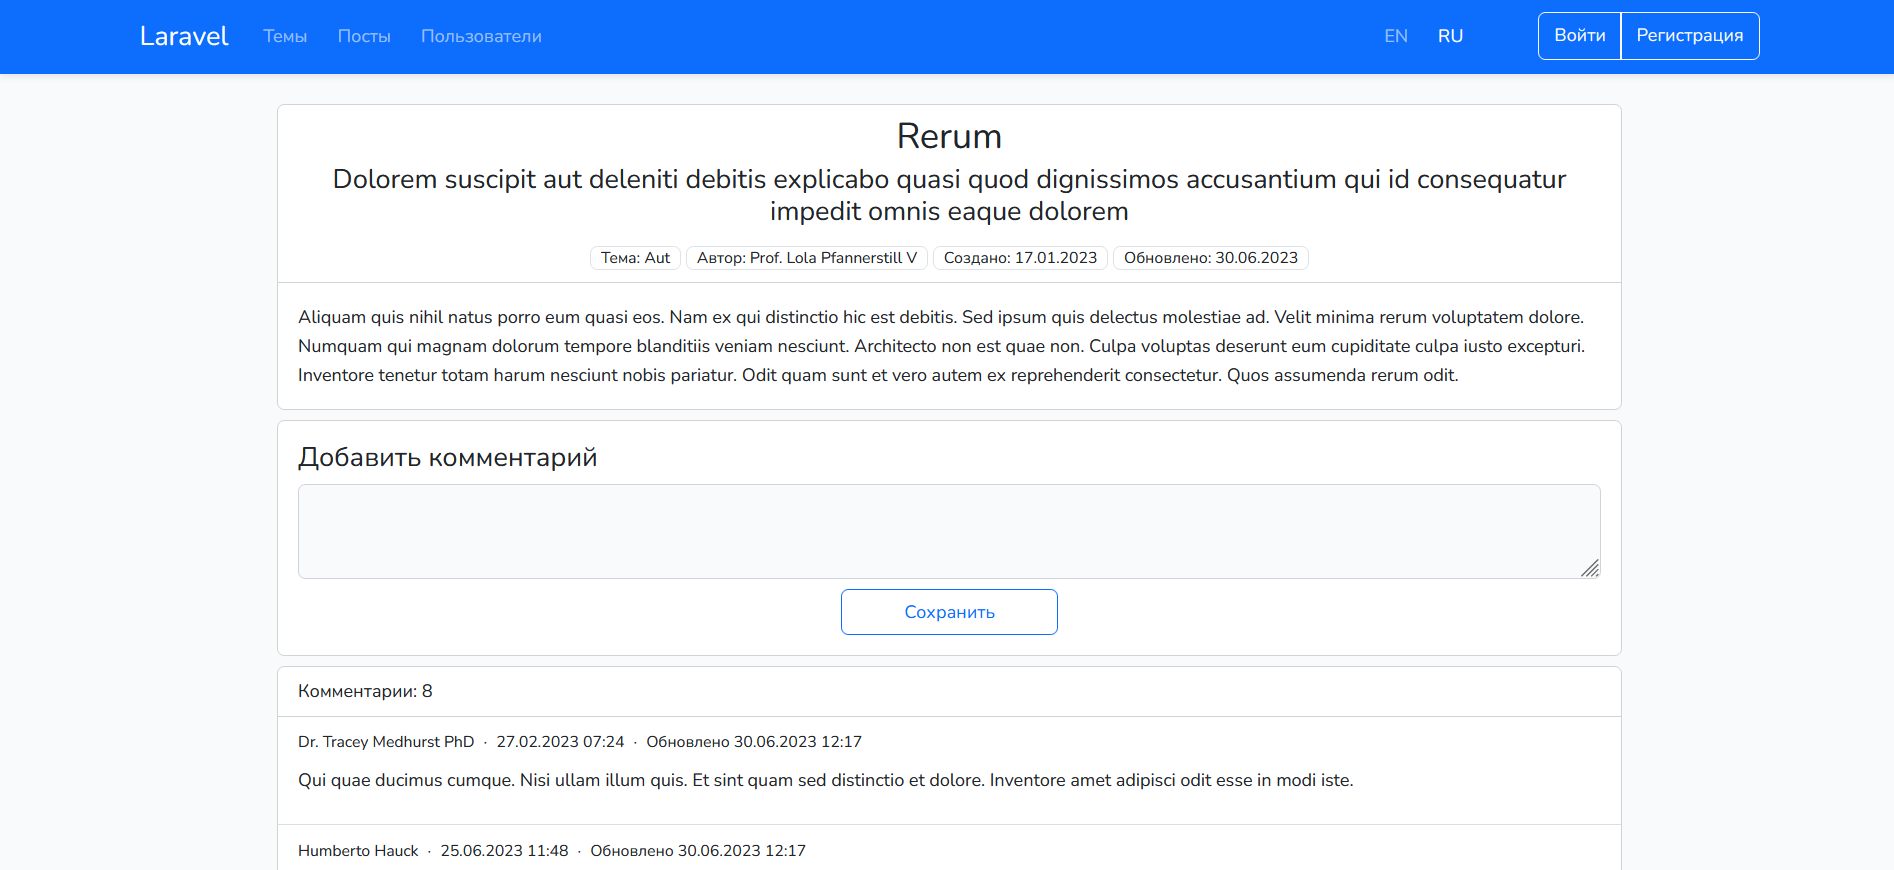 Laravel Темы Посты Пользователи EN RU Войти Регистрация
Rerum
Dolorem suscipit aut deleniti debitis explicabo quasi quod dignissimos accusantium qui id consequatur
impedit omnis eaque dolorem
Тема: Aut Автор: Prof. Lola Pfannerstill V Создано: 17.01.2023 Обновлено: 30.06.2023
Aliquam quis nihil natus porro eum quasi eos. Nam ex qui distinctio hic est debitis. Sed ipsum quis delectus molestiae ad. Velit minima rerum voluptatem dolore.
Numquam qui magnam dolorum tempore blanditiis veniam nesciunt. Architecto non est quae non. Culpa voluptas deserunt eum cupiditate culpa iusto excepturi.
Inventore tenetur totam harum nesciunt nobis pariatur. Odit quam sunt et vero autem ex reprehenderit consectetur. Quos assumenda rerum odit.
Добавить комментарий
Сохранить
Комментарии: 8
Dr. Tracey Medhurst PhD · 27.02.2023 07:24 · Обновлено 30.06.2023 12:17
Qui quae ducimus cumque. Nisi ullam illum quis. Et sint quam sed distinctio et dolore. Inventore amet adipisci odit esse in modi iste.
Humberto Hauck · 25.06.2023 11:48 · Обновлено 30.06.2023 12:17